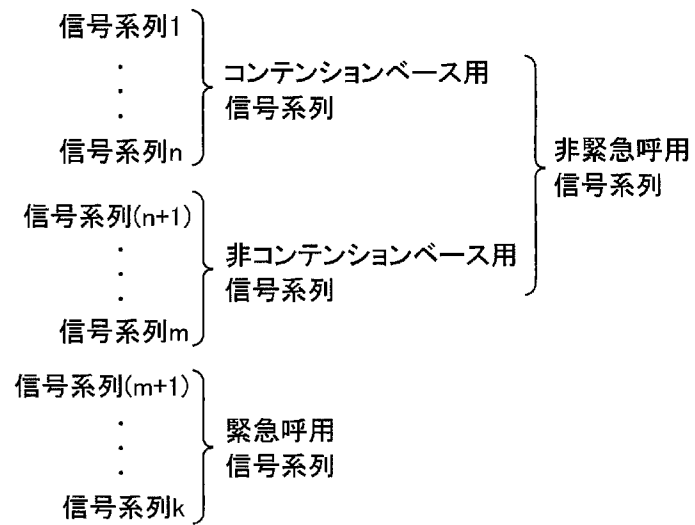 信号系列1
・
・
・
信号系列n
コンテンションベース用
信号系列
信号系列(n+1)
・
・
・
信号系列m
非コンテンションベース用
信号系列
非緊急呼用
信号系列
信号系列(m+1)
・
・
・
信号系列k
緊急呼用
信号系列